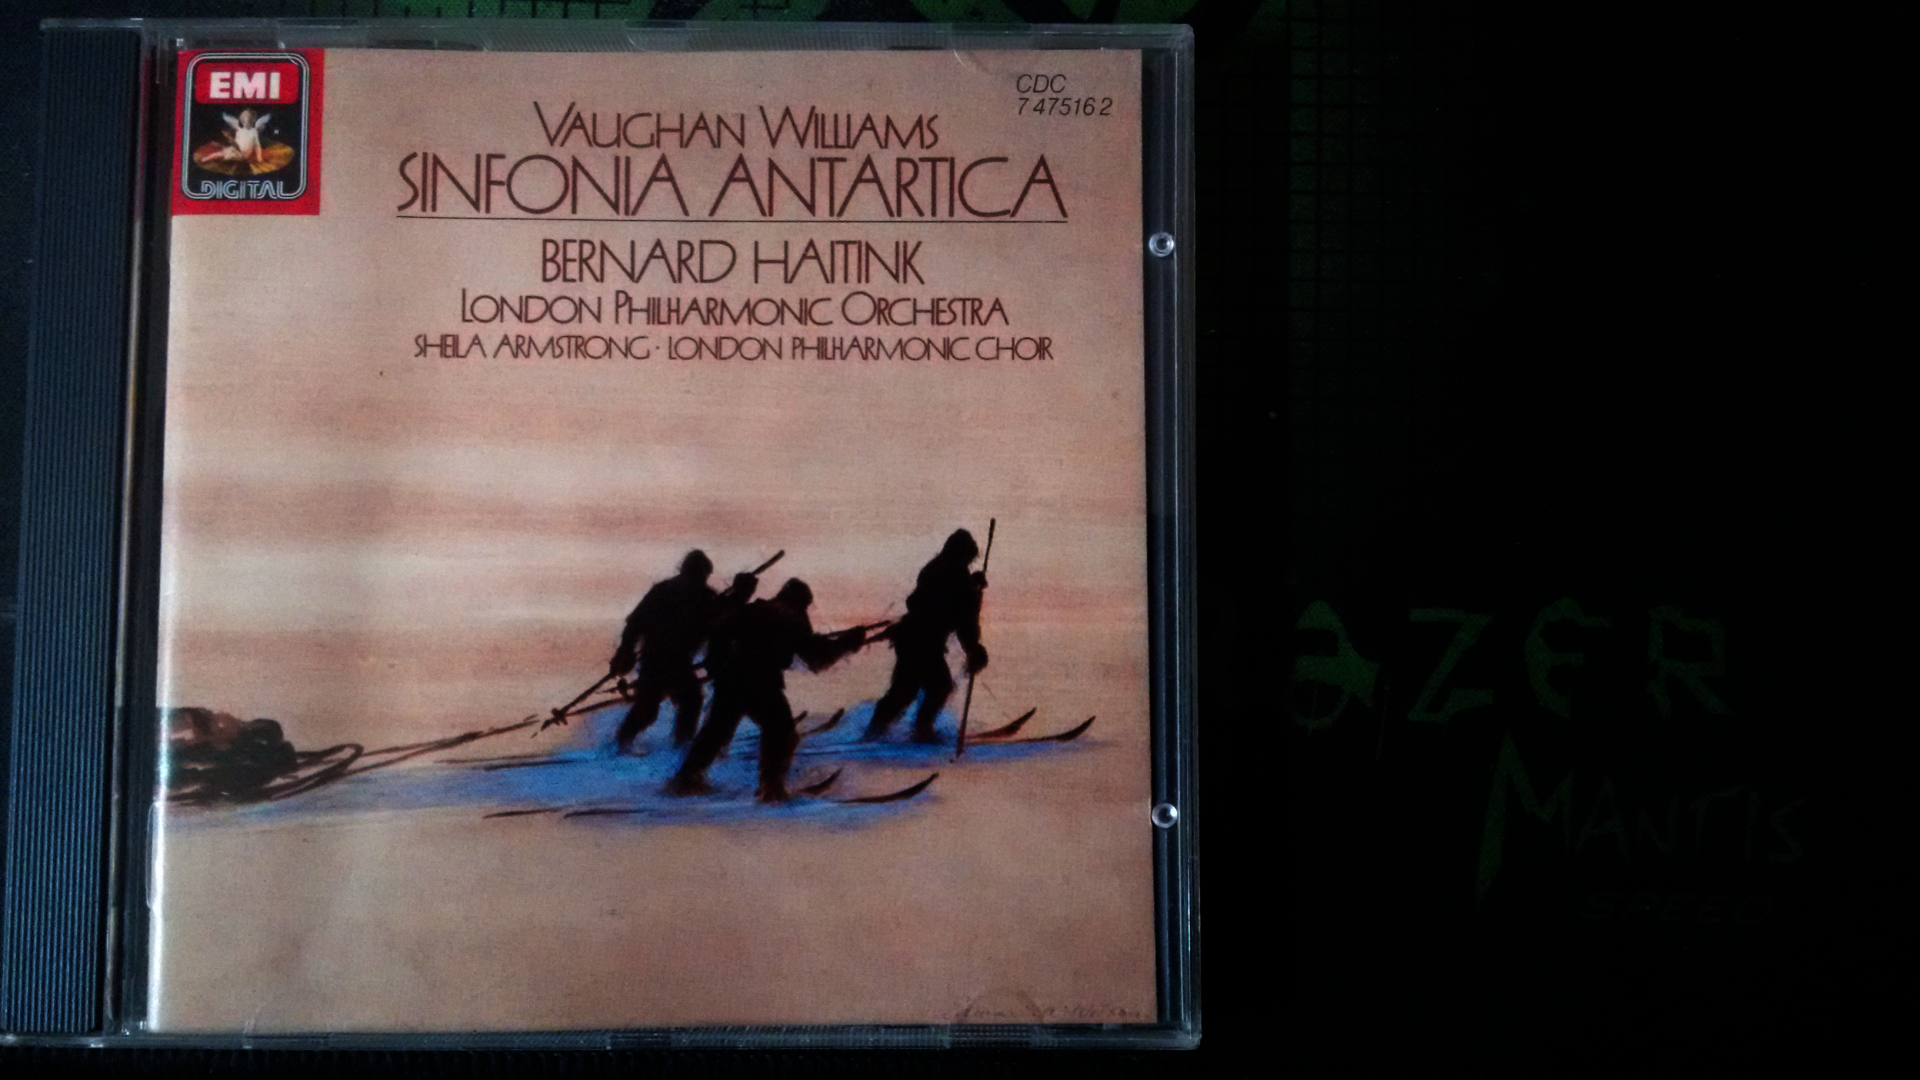 EMI
DIGITAL
CDC
7 47516 2
VAUGHAN WILLIAMS
SINFONIA ANTARTICA
BERNARD HAITINK
LONDON PHILHARMONIC ORCHESTRA
SHEILA ARMSTRONG · LONDON PHILHARMONIC CHOIR
AZER
MANTIS
SPEED